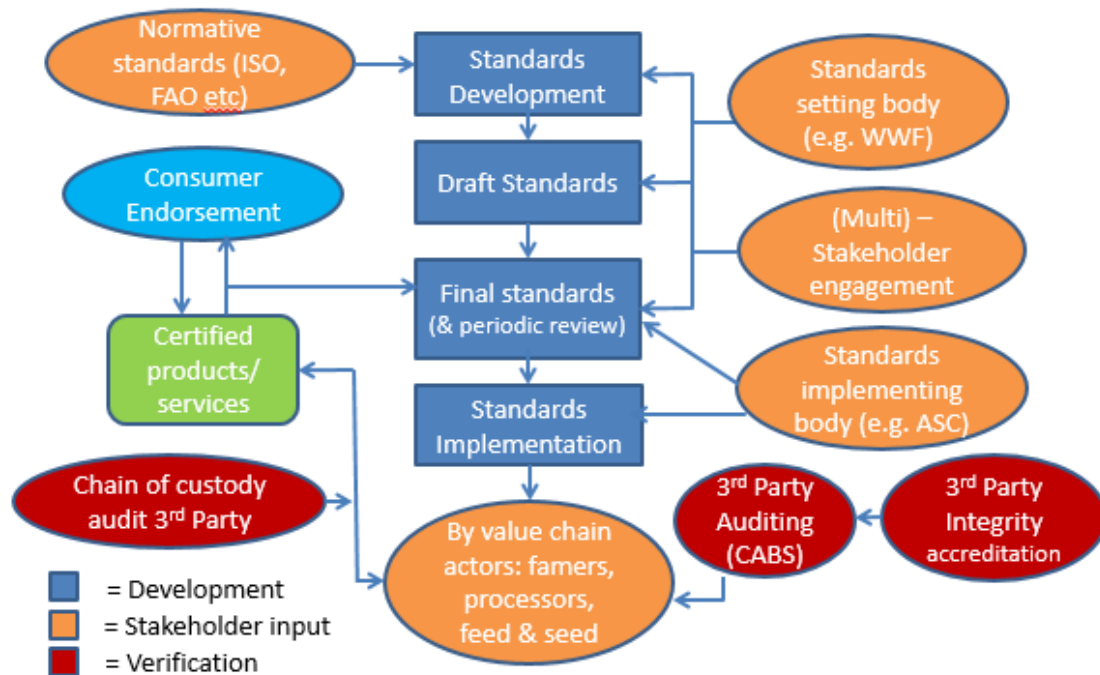 Normative
standards (ISO,
FAO etc)
Standards
Development
Standards
setting body
(e.g. WWF)
Consumer
Endorsement
Draft Standards
(Multi) –
Stakeholder
engagement
Final standards
(& periodic review)
Certified
products/
services
Standards
implementing
body (e.g. ASC)
Standards
Implementation
Chain of custody
audit 3rd Party
By value chain
actors: famers,
processors,
feed & seed
3rd Party
Auditing
(CABS)
3rd Party
Integrity
accreditation
= Development
= Stakeholder input
= Verification